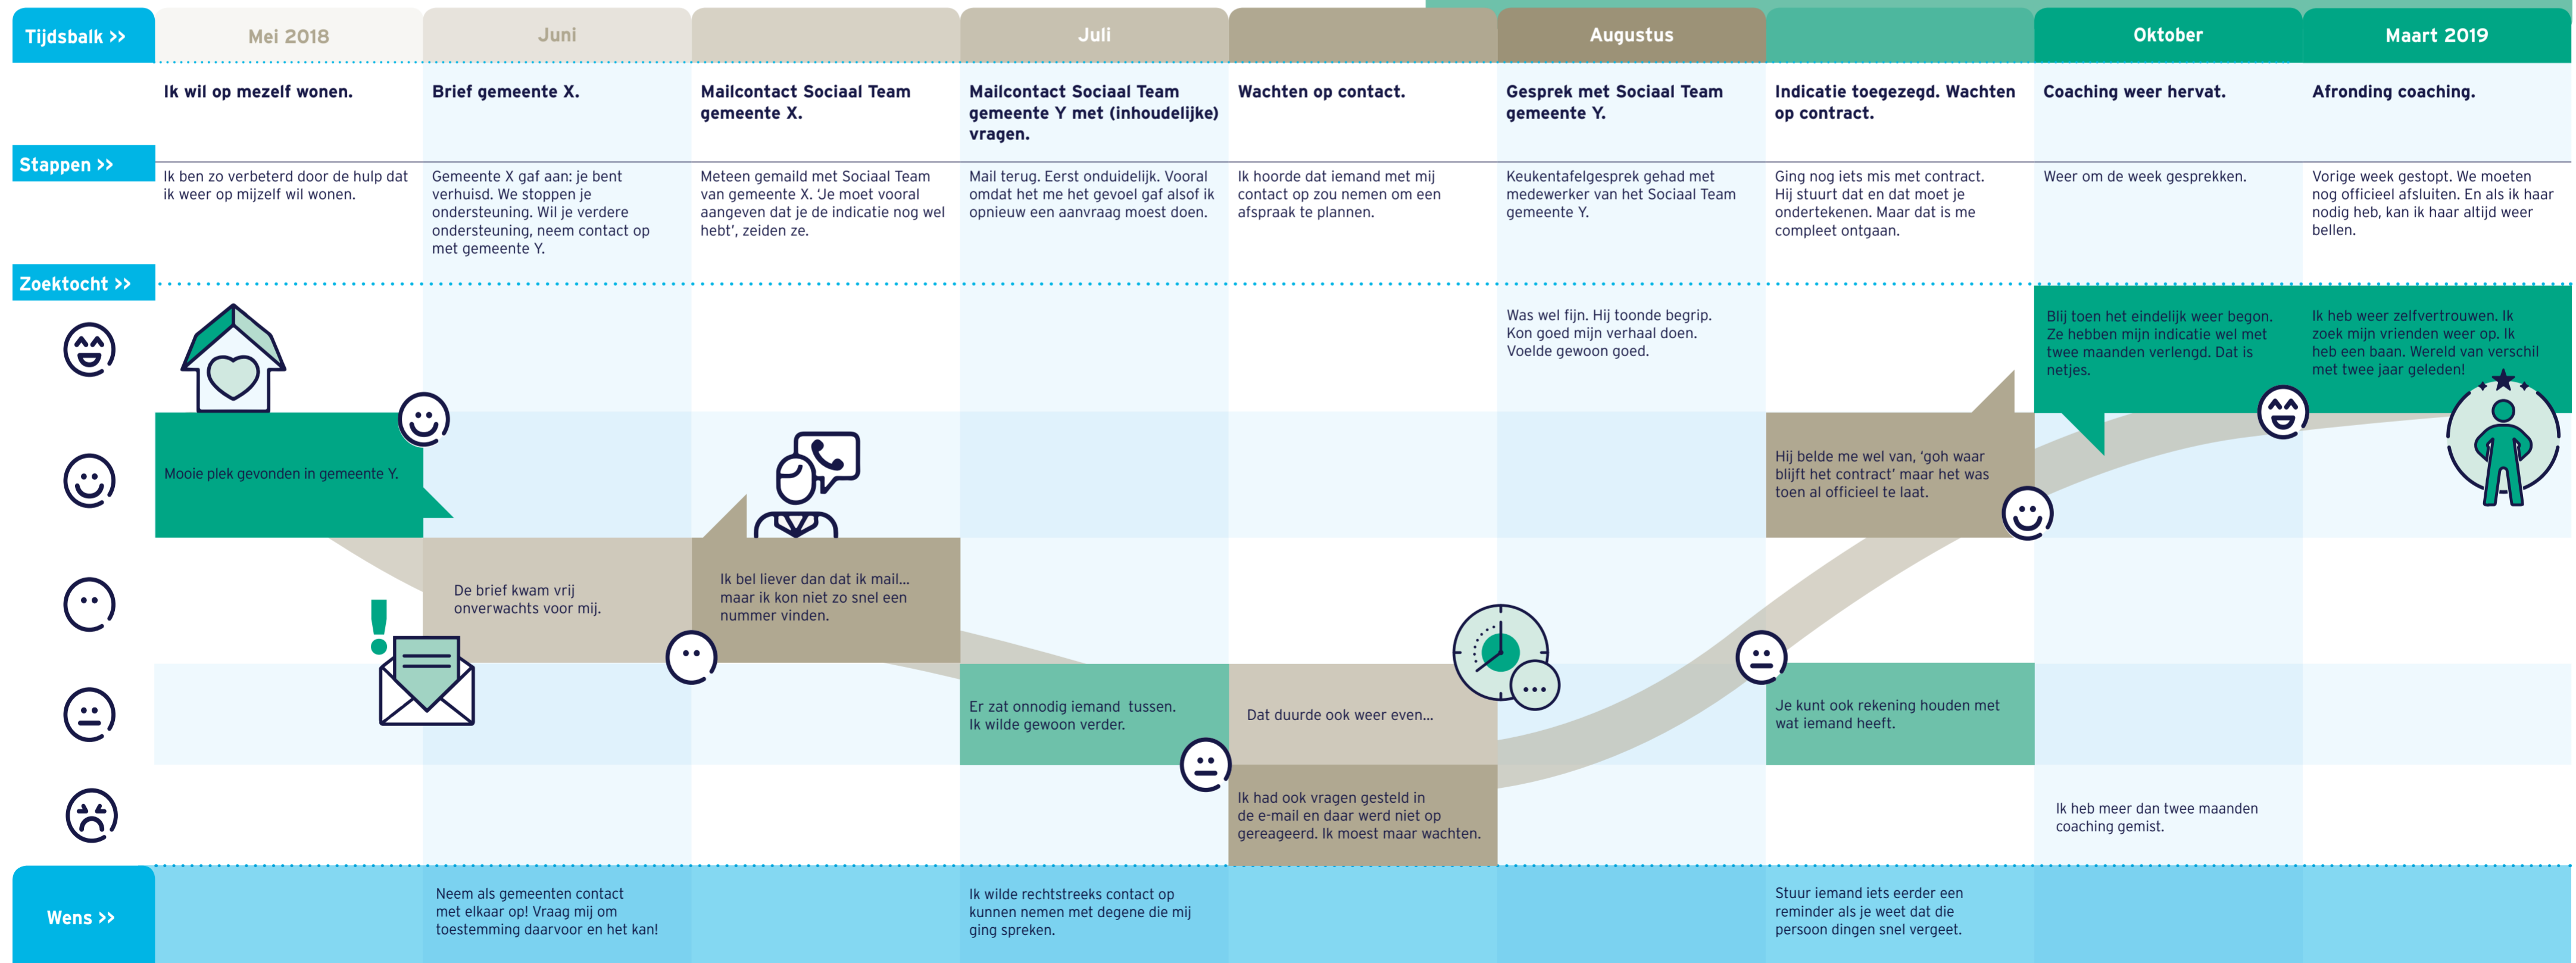 Tijdsbalk >>
Mei 2018
Juni
Juli
Augustus
Oktober
Maart 2019
Ik wil op mezelf wonen.
Brief gemeente X.
Mailcontact Sociaal Team
gemeente X.
Mailcontact Sociaal Team
gemeente Y met (inhoudelijke)
vragen.
Wachten op contact.
Gesprek met Sociaal Team
gemeente Y.
Indicatie toegezegd. Wachten
op contract.
Coaching weer hervat.
Afronding coaching.
Stappen >>
Ik ben zo verbeterd door de hulp dat
ik weer op mijzelf wil wonen.
Gemeente X gaf aan: je bent
verhuisd. We stoppen je
ondersteuning. Wil je verdere
ondersteuning, neem contact op
met gemeente Y.
Meteen gemaild met Sociaal Team
van gemeente X. ‘Je moet vooral
aangeven dat je de indicatie nog wel
hebt’, zeiden ze.
Mail terug. Eerst onduidelijk. Vooral
omdat het me het gevoel gaf alsof ik
opnieuw een aanvraag moest doen.
Ik hoorde dat iemand met mij
contact op zou nemen om een
afspraak te plannen.
Keukentafelgesprek gehad met
medewerker van het Sociaal Team
gemeente Y.
Ging nog iets mis met contract.
Hij stuurt dat en dat moet je
ondertekenen. Maar dat is me
compleet ontgaan.
Weer om de week gesprekken.
Vorige week gestopt. We moeten
nog officieel afsluiten. En als ik haar
nodig heb, kan ik haar altijd weer
bellen.
Zoektocht >>
Mooie plek gevonden in gemeente Y.
De brief kwam vrij
onverwachts voor mij.
Ik bel liever dan dat ik mail...
maar ik kon niet zo snel een
nummer vinden.
Er zat onnodig iemand tussen.
Ik wilde gewoon verder.
Dat duurde ook weer even...
Ik had ook vragen gesteld in
de e-mail en daar werd niet op
gereageerd. Ik moest maar wachten.
Was wel fijn. Hij toonde begrip.
Kon goed mijn verhaal doen.
Voelde gewoon goed.
Hij belde me wel van, ‘goh waar
blijft het contract’ maar het was
toen al officieel te laat.
Je kunt ook rekening houden met
wat iemand heeft.
Blij toen het eindelijk weer begon.
Ze hebben mijn indicatie wel met
twee maanden verlengd. Dat is
netjes.
Ik heb meer dan twee maanden
coaching gemist.
Ik heb weer zelfvertrouwen. Ik
zoek mijn vrienden weer op. Ik
heb een baan. Wereld van verschil
met twee jaar geleden!
Wens >>
Neem als gemeenten contact
met elkaar op! Vraag mij om
toestemming daarvoor en het kan!
Ik wilde rechtstreeks contact op
kunnen nemen met degene die mij
ging spreken.
Stuur iemand iets eerder een
reminder als je weet dat die
persoon dingen snel vergeet.